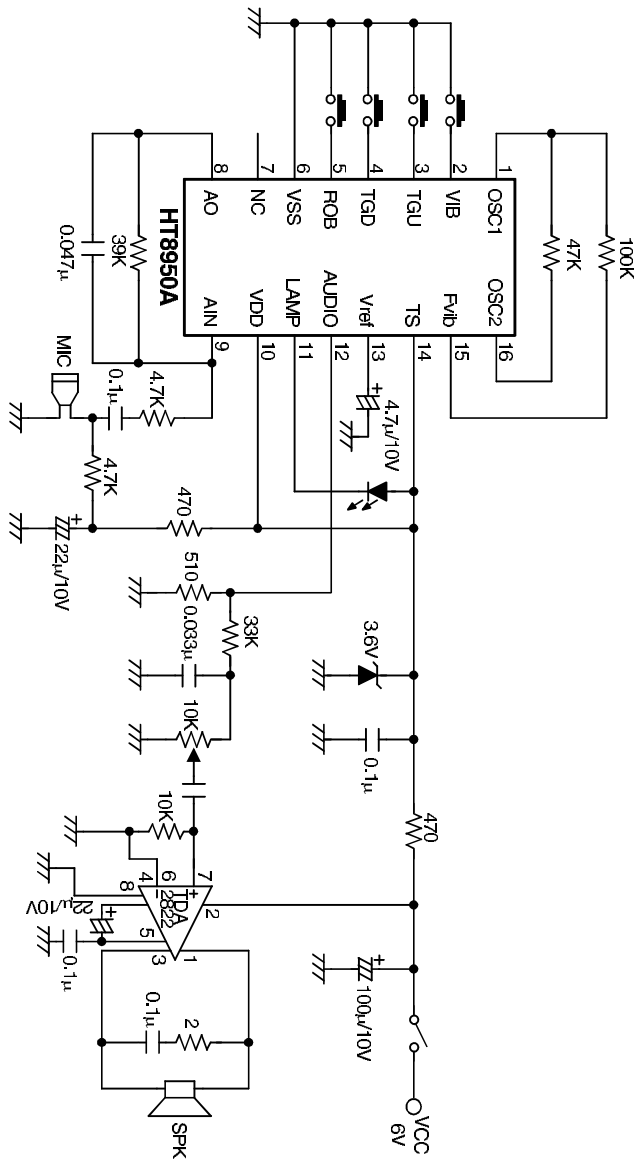 100K
47K
1
OSC1
OSC2
16
2
VIB
Fvib
15
3
TGU
TS
14
4
TGD
Vref
13
5
ROB
AUDIO
12
6
VSS
LAMP
11
7
NC
VDD
10
8
AO
AIN
9
HT8950A
39K
0.047µ
4.7µ/10V
470
VCC
6V
3.6V
0.1µ
100µ/10V
33K
510
0.033µ
10K
10K
470
4.7K
0.1µ
MIC
4.7K
22µ/10V
+
7
+
6
−
4
8
TDA
2822
2
1
3
5
22µ/10V
+
0.1µ
2
0.1µ
SPK
+
+
+